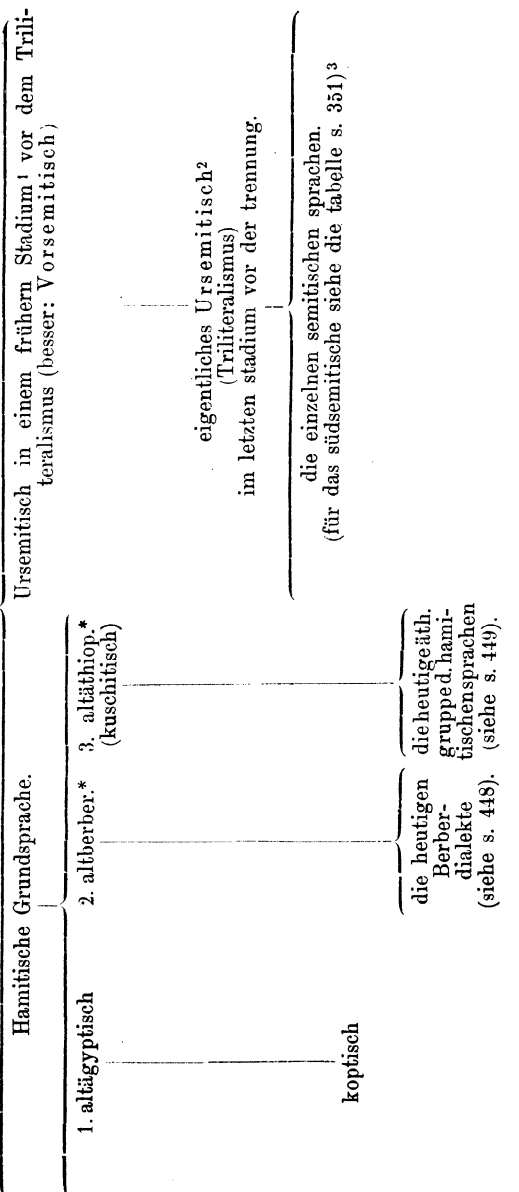 Hamitische Grundsprache.
1. altägyptisch
koptisch
2. altberber.*
die heutigen
Berber-
dialekte
(siehe s. 448).
3. altäthiop.*
(kuschitisch)
die heutige äth.
gruppe d. hami-
tischen sprachen
(siehe s. 449).
Ursemitisch in einem frühern Stadium¹ vor dem Trili-
teralismus (besser: Vorsemitisch)
eigentliches Ursemitisch²
(Triliteralismus)
im letzten stadium vor der trennung.
die einzelnen semitischen sprachen.
(für das südsemitische siehe die tabelle s. 351)³